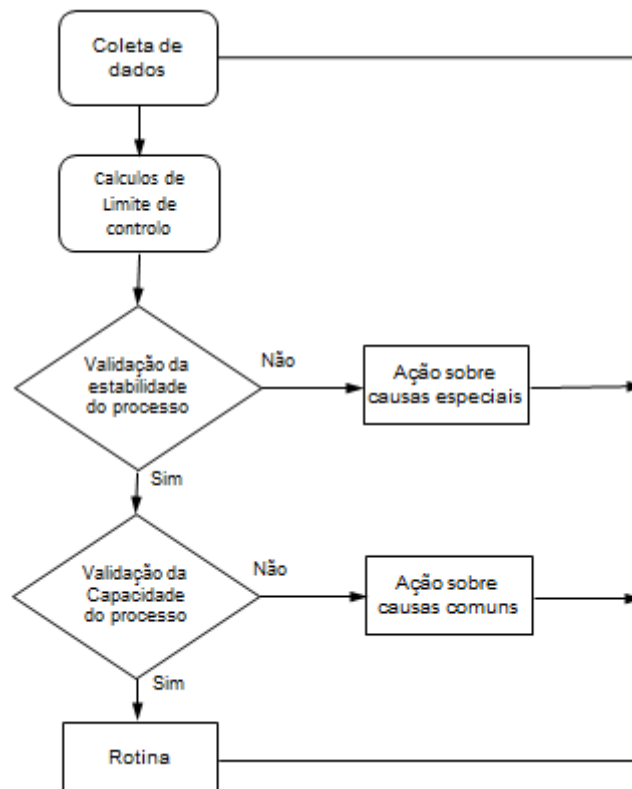 Coleta de
dados
Calculos de
Limite de
controlo
Validação da
estabilidade
do processo
Não
Ação sobre
causas especiais
Sim
Validação da
Capacidade
do processo
Não
Ação sobre
causas comuns
Sim
Rotina